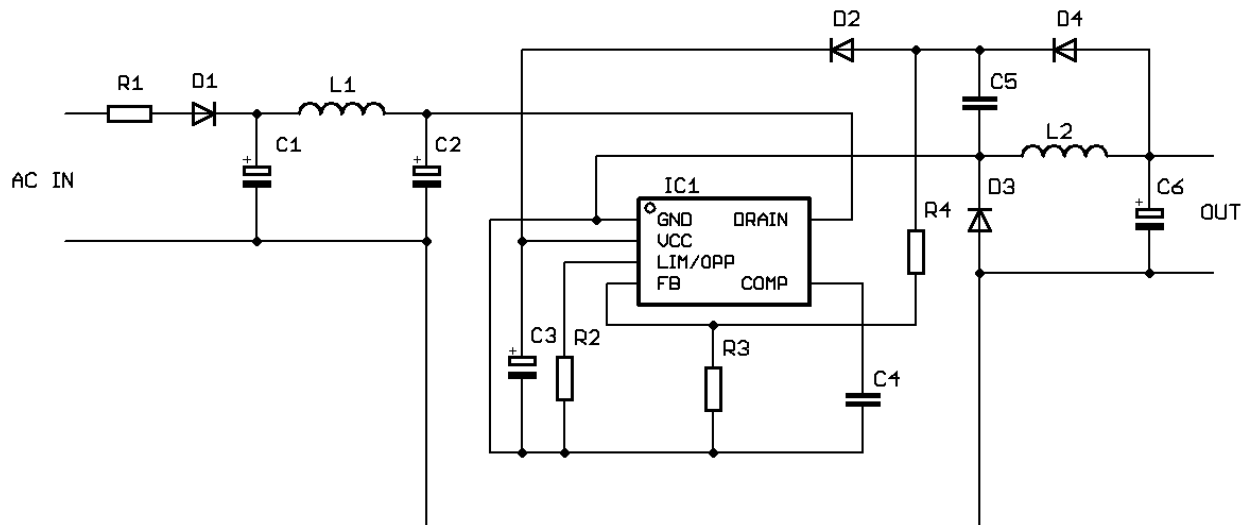 D2
D4
R1
D1
L1
C5
C1
C2
L2
AC IN
IC1
D3
C6
GND
DRAIN
R4
OUT
VCC
LIM/OPP
FB
COMP
C3
R2
R3
C4
+
+
+
+